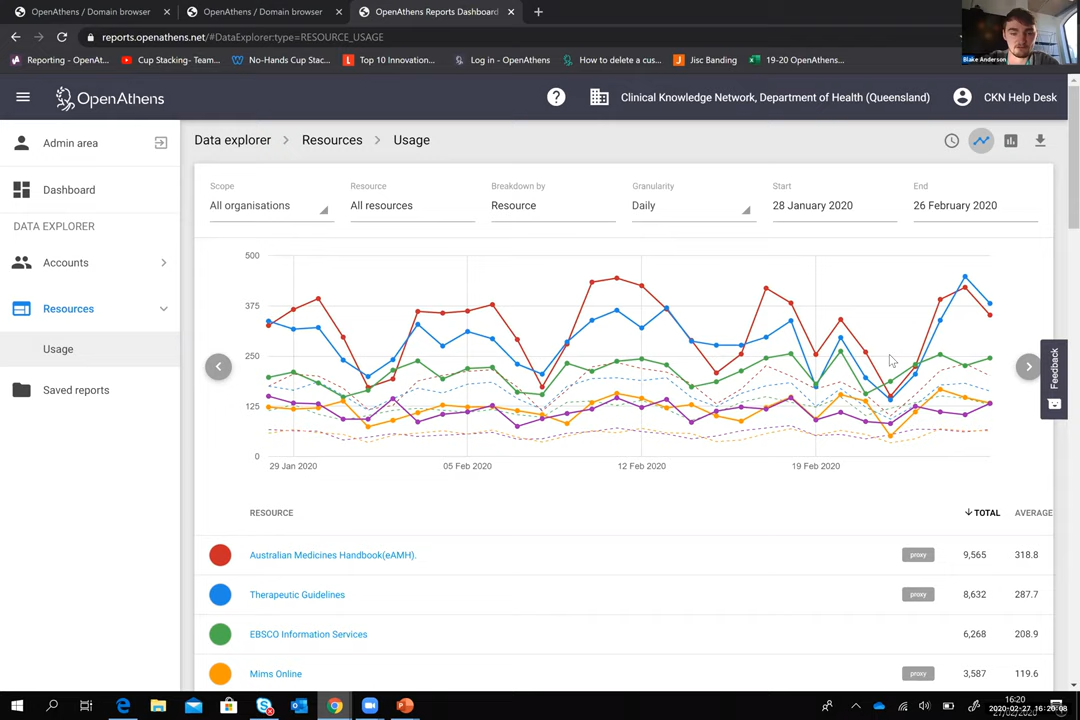 OpenAthens / Domain browser
OpenAthens / Domain browser
OpenAthens Reports Dashboard
reports.openathens.net/#DataExplorer:type=RESOURCE_USAGE
Reporting - OpenAt...
Cup Stacking- Team...
No-Hands Cup Stac...
Top 10 Innovation...
Log in - OpenAthens
How to delete a cus...
Jisc Banding
19-20 OpenAthens...
Blake Anderson
OpenAthens
Clinical Knowledge Network, Department of Health (Queensland)
CKN Help Desk
Admin area
Dashboard
DATA EXPLORER
Accounts
Resources
Usage
Saved reports
Data explorer > Resources > Usage
Scope
All organisations
Resource
All resources
Breakdown by
Resource
Granularity
Daily
Start
28 January 2020
End
26 February 2020
500
375
250
125
0
29 Jan 2020
05 Feb 2020
12 Feb 2020
19 Feb 2020
Feedback
RESOURCE TOTAL AVERAGE
Australian Medicines Handbook(eAMH). proxy 9,565 318.8
Therapeutic Guidelines proxy 8,632 287.7
EBSCO Information Services 6,268 208.9
Mims Online proxy 3,587 119.6
16:20
2020-02-27 16:20:08